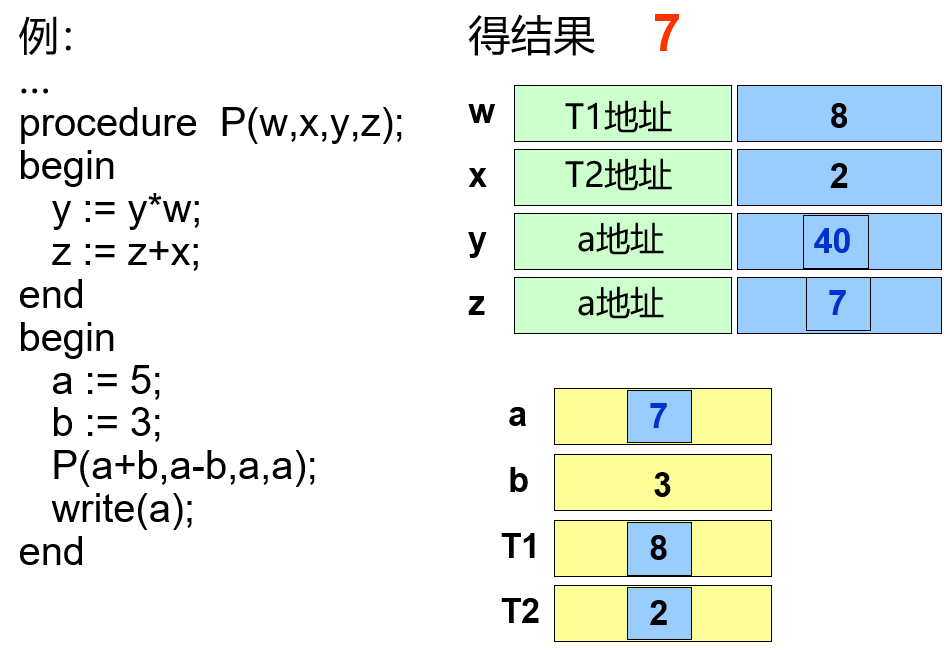 例：
...
procedure P(w,x,y,z);
begin
y := y*w;
z := z+x;
end
begin
a := 5;
b := 3;
P(a+b,a-b,a,a);
write(a);
end
得结果 7
w T1地址 8
x T2地址 2
y a地址 40
z a地址 7
a 7
b 3
T1 8
T2 2